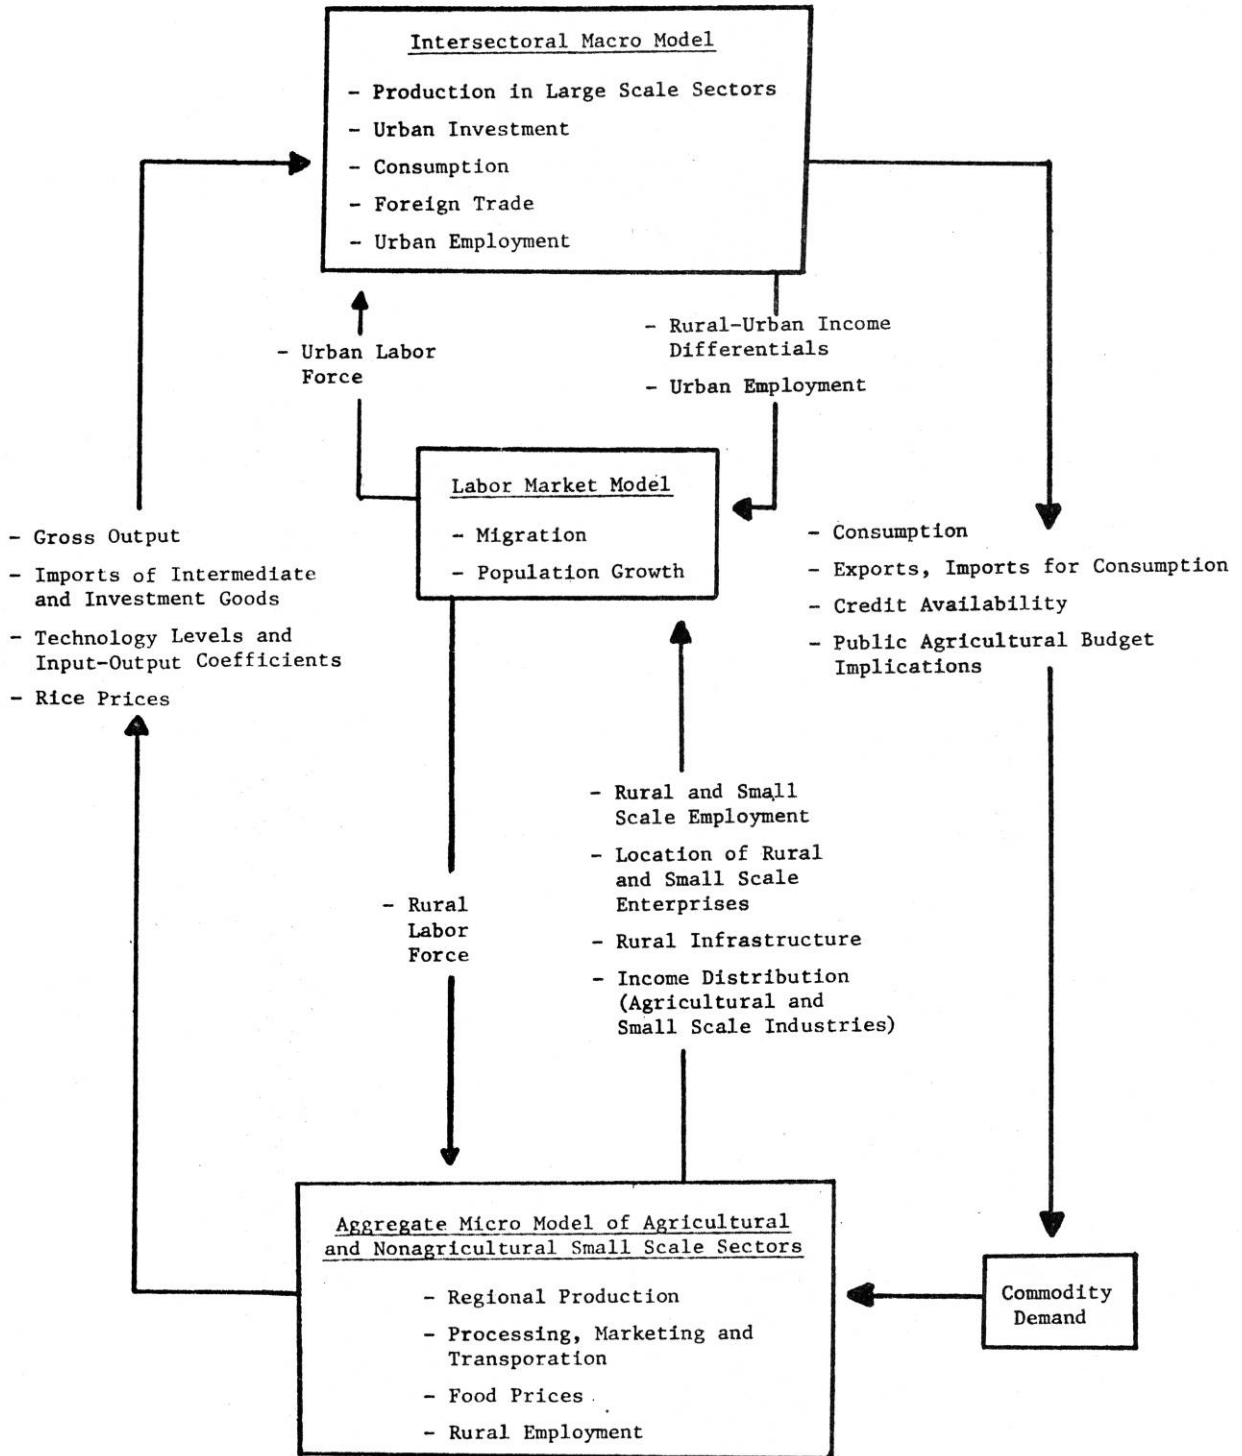 Intersectoral Macro Model
- Production in Large Scale Sectors
- Urban Investment
- Consumption
- Foreign Trade
- Urban Employment
- Urban Labor
Force
- Rural-Urban Income
Differentials
- Urban Employment
Labor Market Model
- Migration
- Population Growth
- Gross Output
- Imports of Intermediate
and Investment Goods
- Technology Levels and
Input-Output Coefficients
- Rice Prices
- Consumption
- Exports, Imports for Consumption
- Credit Availability
- Public Agricultural Budget
Implications
- Rural
Labor
Force
- Rural and Small
Scale Employment
- Location of Rural
and Small Scale
Enterprises
- Rural Infrastructure
- Income Distribution
(Agricultural and
Small Scale Industries)
Aggregate Micro Model of Agricultural
and Nonagricultural Small Scale Sectors
- Regional Production
- Processing, Marketing and
Transporation
- Food Prices
- Rural Employment
Commodity
Demand